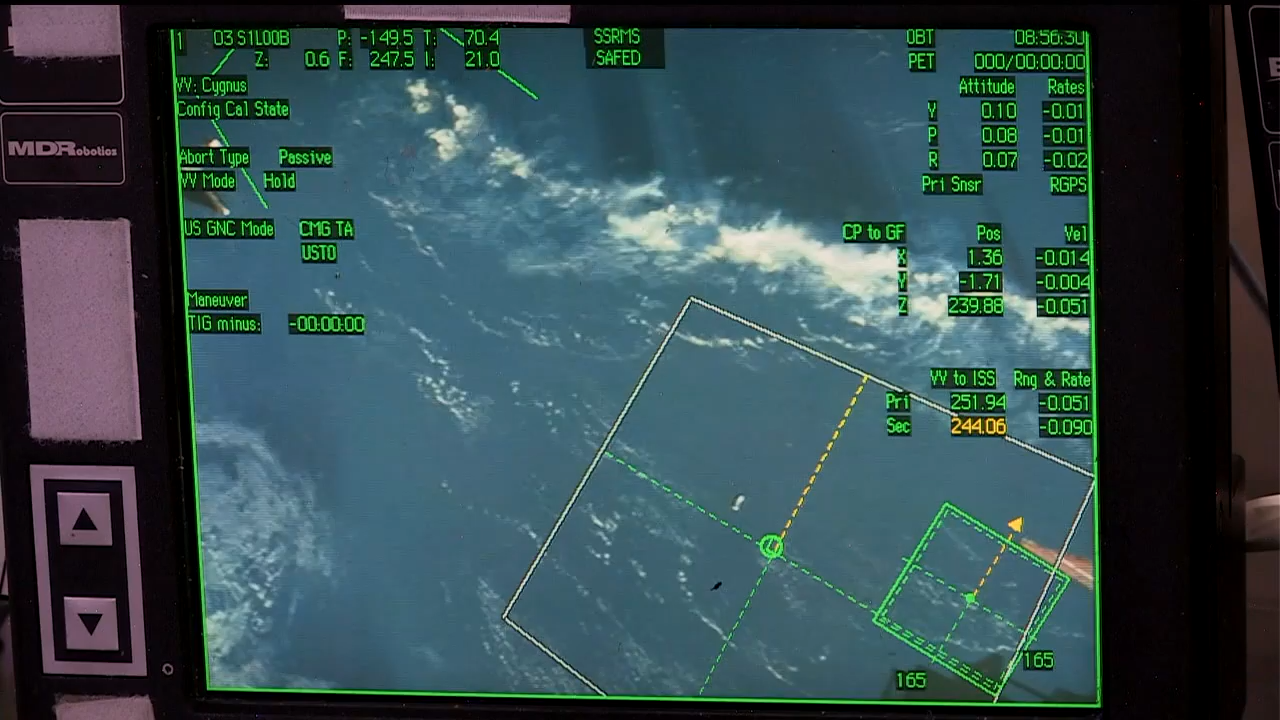 1 03 S1L00B P: -149.5 T: 70.4 SSRMS 0BT 08:56:30
Z: 0.6 F: 247.5 I: 21.0 SAFED PET 000/00:00:00
VV: Cygnus Attitude Rates
Config Cal State Y 0.10 -0.01
P 0.08 -0.01
MDRobotics Abort Type Passive R 0.07 -0.02
VV Mode Hold Pri Snsr RGPS
US GNC Mode CMG TA CP to GF Pos Vel
USTO X 1.36 -0.014
Y -1.71 -0.004
Maneuver Z 239.88 -0.051
TIG minus: -00:00:00
VV to ISS Rng & Rate
Pri 251.94 -0.051
Sec 244.06 -0.090
165
165